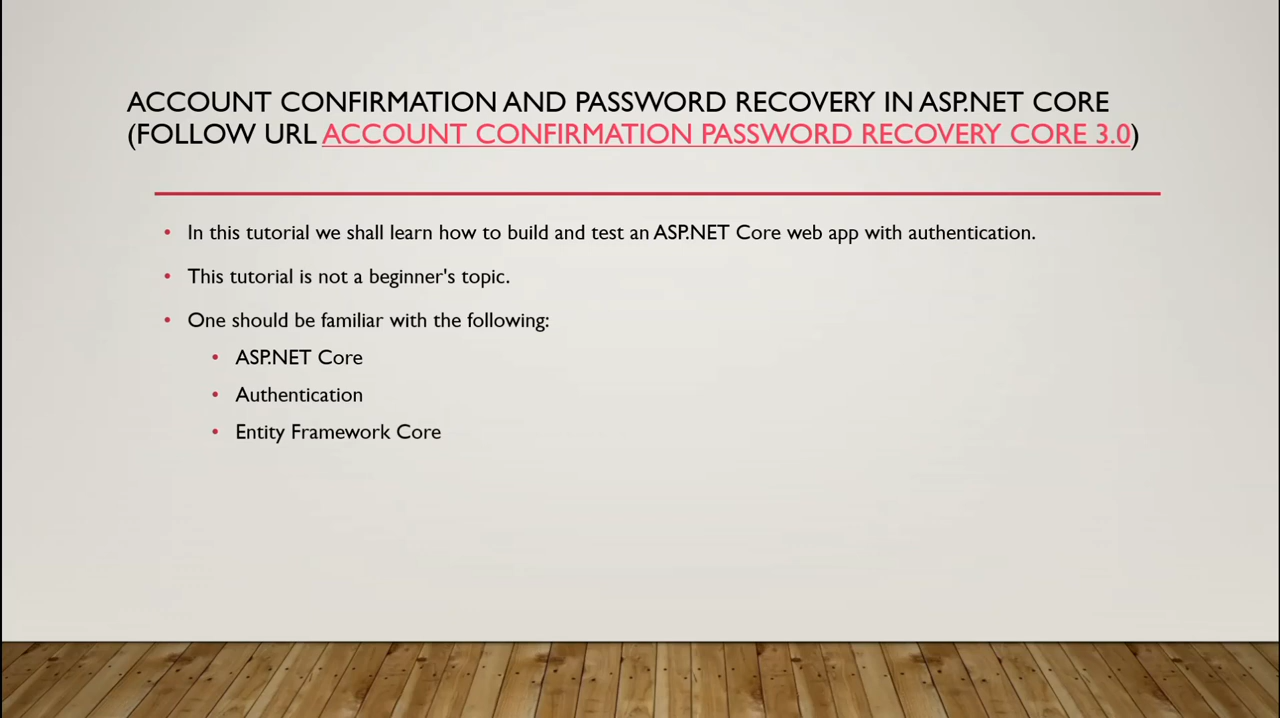 ACCOUNT CONFIRMATION AND PASSWORD RECOVERY IN ASP.NET CORE
(FOLLOW URL ACCOUNT CONFIRMATION PASSWORD RECOVERY CORE 3.0)
• In this tutorial we shall learn how to build and test an ASP.NET Core web app with authentication.
• This tutorial is not a beginner's topic.
• One should be familiar with the following:
• ASP.NET Core
• Authentication
• Entity Framework Core